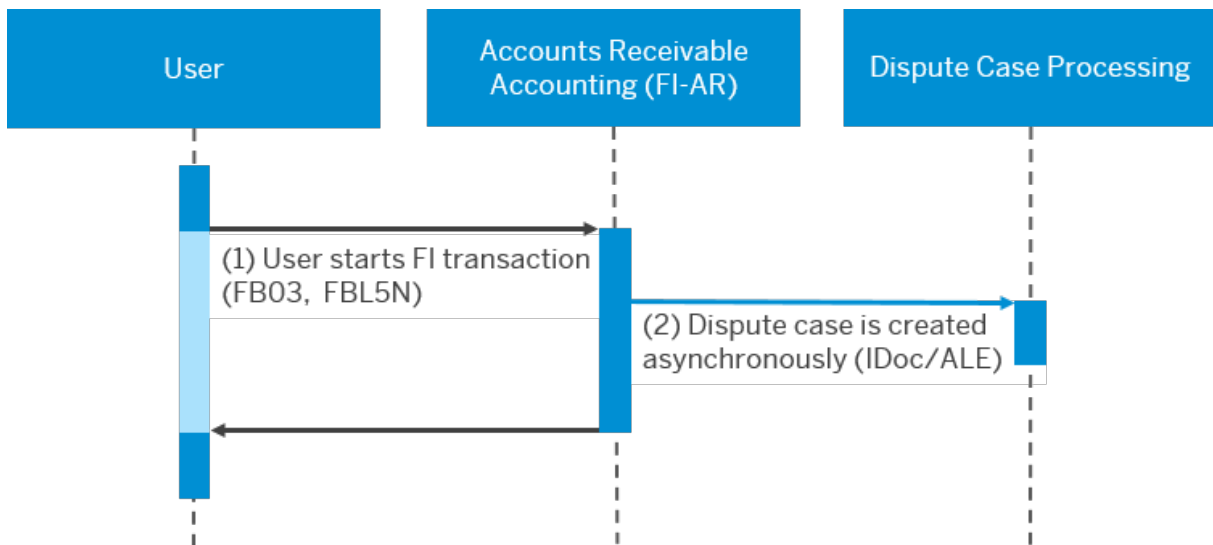 User
Accounts Receivable
Accounting (FI-AR)
Dispute Case Processing
(1) User starts FI transaction
(FB03, FBL5N)
(2) Dispute case is created
asynchronously (IDoc/ALE)